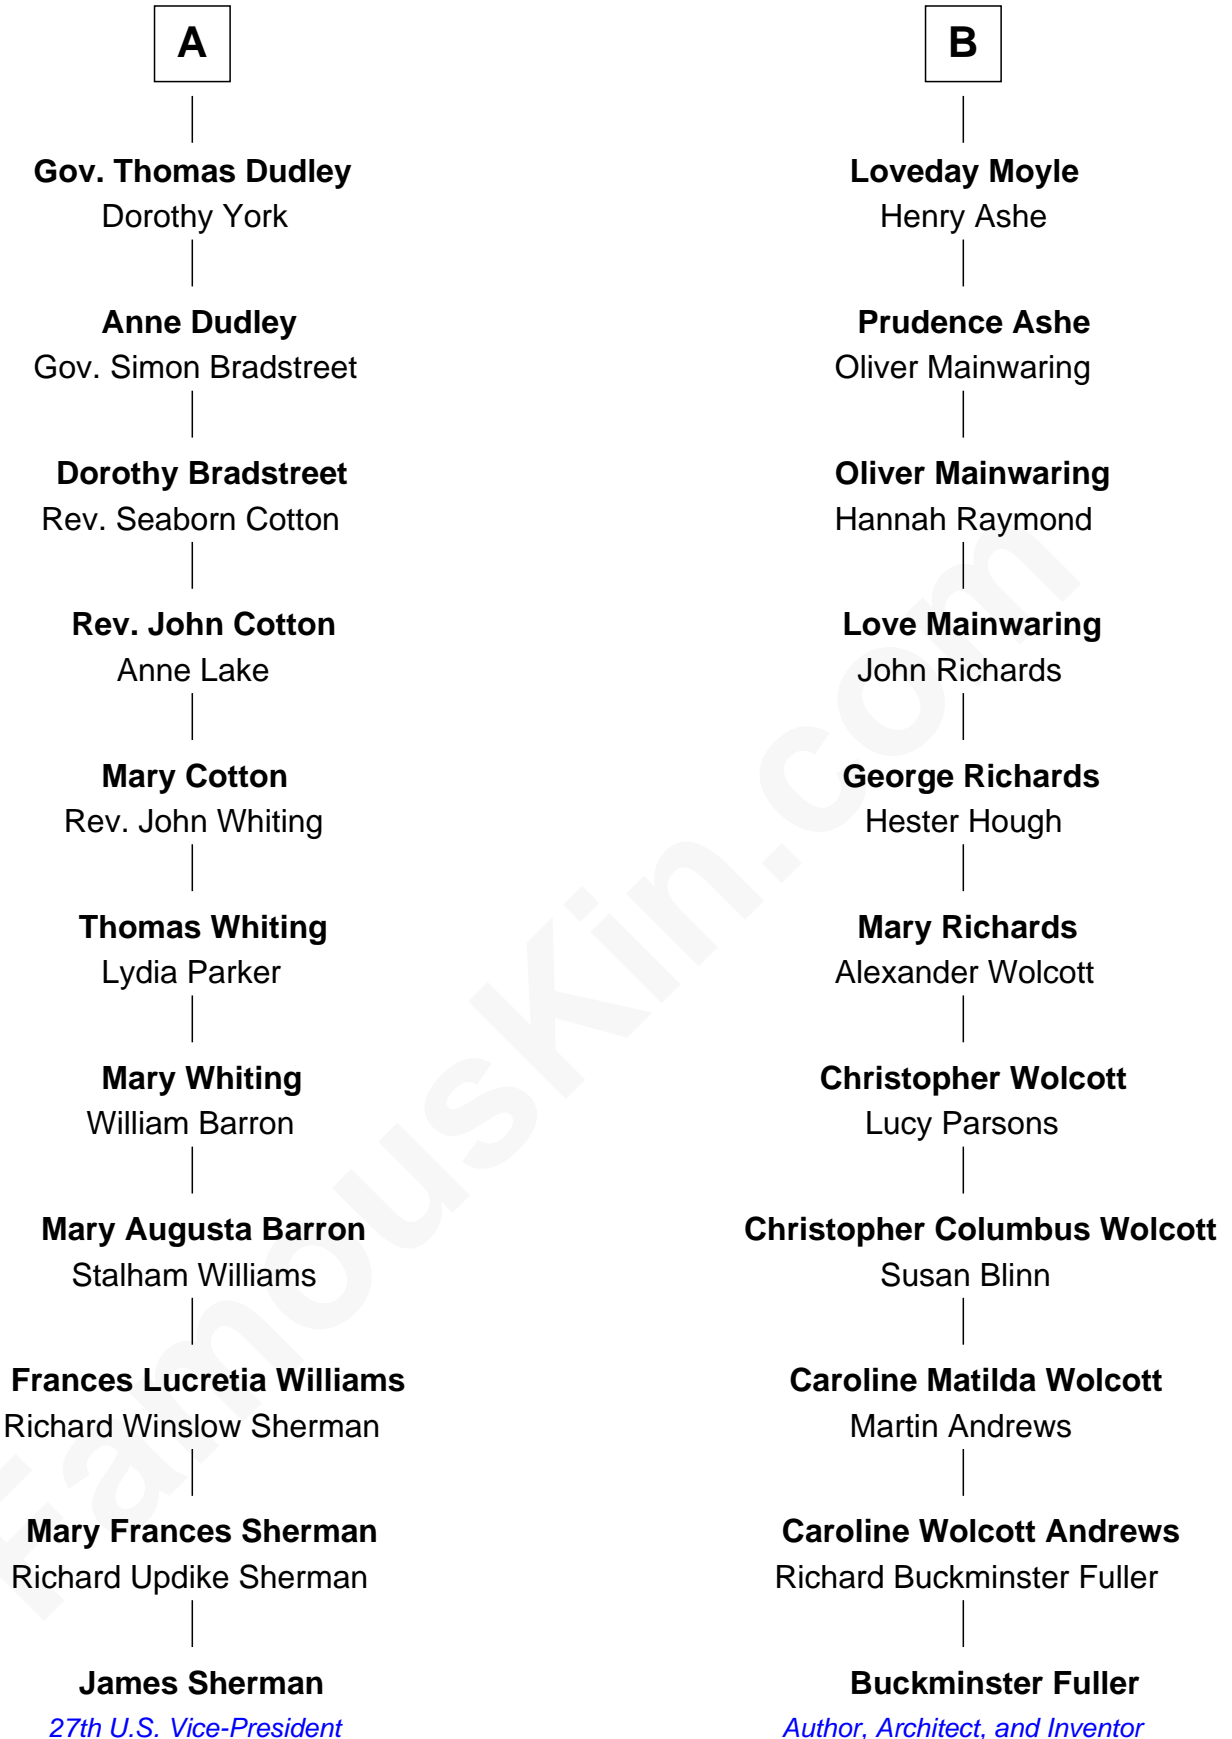 A
Gov. Thomas Dudley
Dorothy York
Anne Dudley
Gov. Simon Bradstreet
Dorothy Bradstreet
Rev. Seaborn Cotton
Rev. John Cotton
Anne Lake
Mary Cotton
Rev. John Whiting
Thomas Whiting
Lydia Parker
Mary Whiting
William Barron
Mary Augusta Barron
Stalham Williams
Frances Lucretia Williams
Richard Winslow Sherman
Mary Frances Sherman
Richard Updike Sherman
James Sherman
27th U.S. Vice-President
B
Loveday Moyle
Henry Ashe
Prudence Ashe
Oliver Mainwaring
Oliver Mainwaring
Hannah Raymond
Love Mainwaring
John Richards
George Richards
Hester Hough
Mary Richards
Alexander Wolcott
Christopher Wolcott
Lucy Parsons
Christopher Columbus Wolcott
Susan Blinn
Caroline Matilda Wolcott
Martin Andrews
Caroline Wolcott Andrews
Richard Buckminster Fuller
Buckminster Fuller
Author, Architect, and Inventor
FamousKin.com